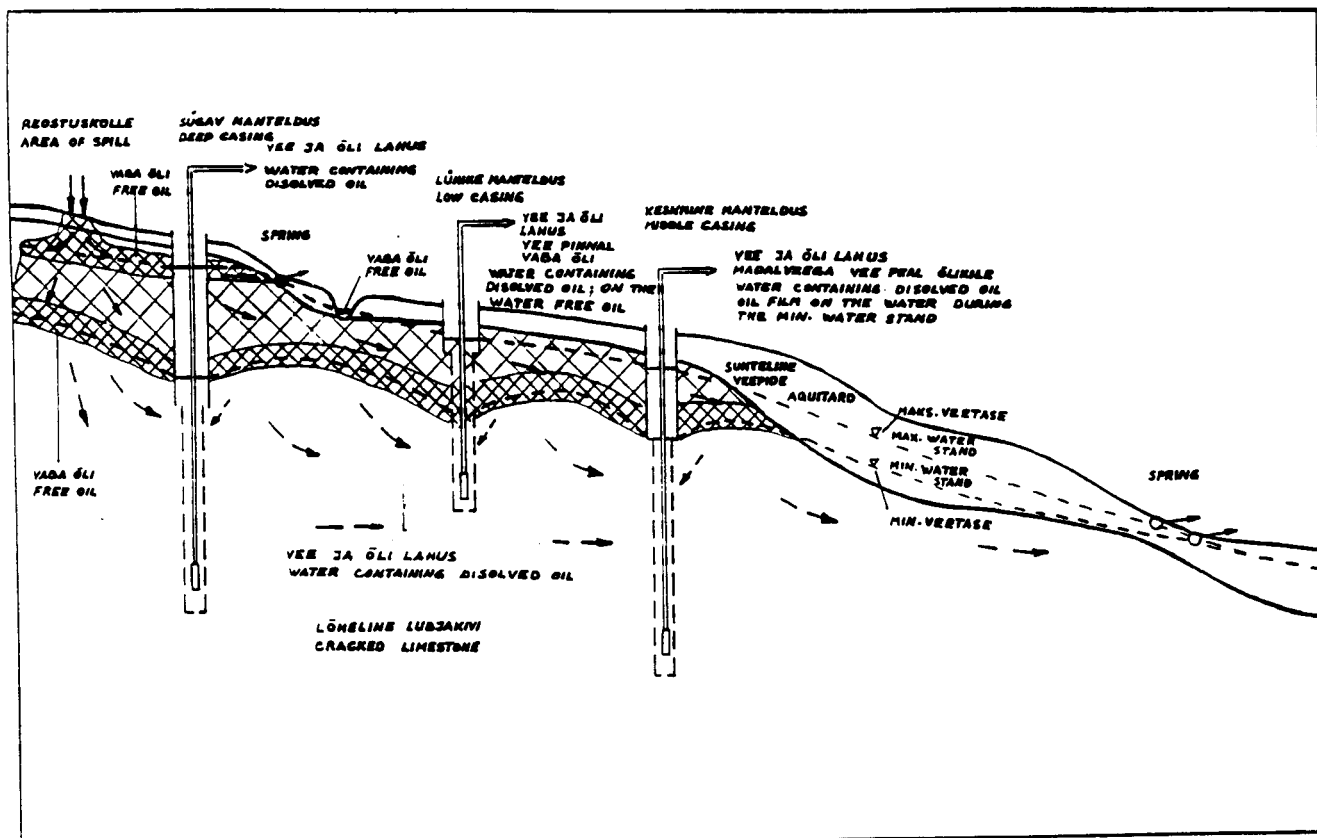 REOSTUSKOLLE
AREA OF SPILL
VABA ÕLI
FREE OIL
SÜGAV MANTELDUS
DEEP CASING
VEE JA ÕLI LAHUS
WATER CONTAINING
DISOLVED OIL
SPRING
VABA ÕLI
FREE OIL
LÜHIKE MANTELDUS
LOW CASING
VEE JA ÕLI
LAHUS
VEE PINNAL
VABA ÕLI
WATER CONTAINING
DISOLVED OIL; ON THE
WATER FREE OIL
KESKMINE MANTELDUS
MIDDLE CASING
VEE JA ÕLI LAHUS
MADALVEEGA VEE PEAL ÕLIKILE
WATER CONTAINING DISOLVED OIL
OIL FILM ON THE WATER DURING
THE MIN. WATER STAND
SUHTELINE
VEEPIDE
AQUITARD
MAKS. VEETASE
MAX. WATER
STAND
MIN. WATER
STAND
MIN. VEETASE
SPRING
VABA ÕLI
FREE OIL
VEE JA ÕLI LAHUS
WATER CONTAINING DISOLVED OIL
LÕHELINE LUBJAKIVI
CRACKED LIMESTONE